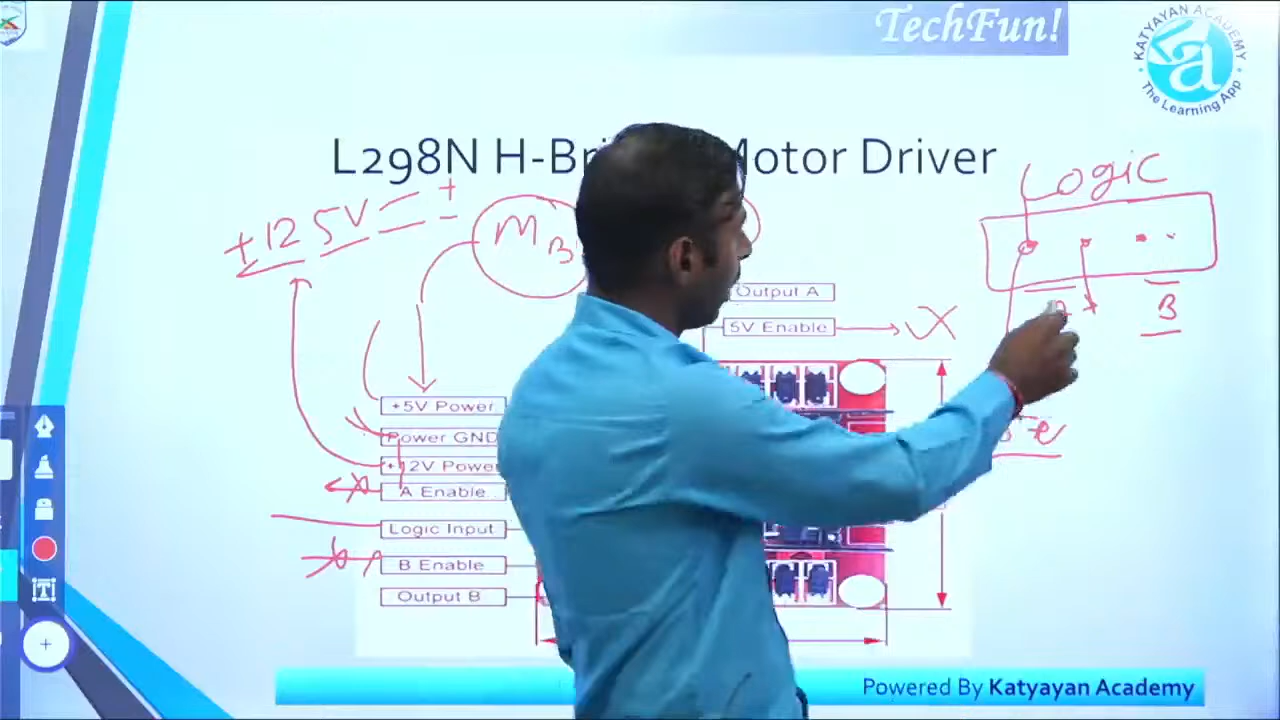 TechFun!
KATYAYAN ACADEMY
The Learning App
L298N H-Bri Motor Driver
Logic
+12 5V = +
-
M
B
Output A
5V Enable
B
+5V Power
Power GND
+12V Power
A Enable
Logic Input
B Enable
Output B
Powered By Katyayan Academy